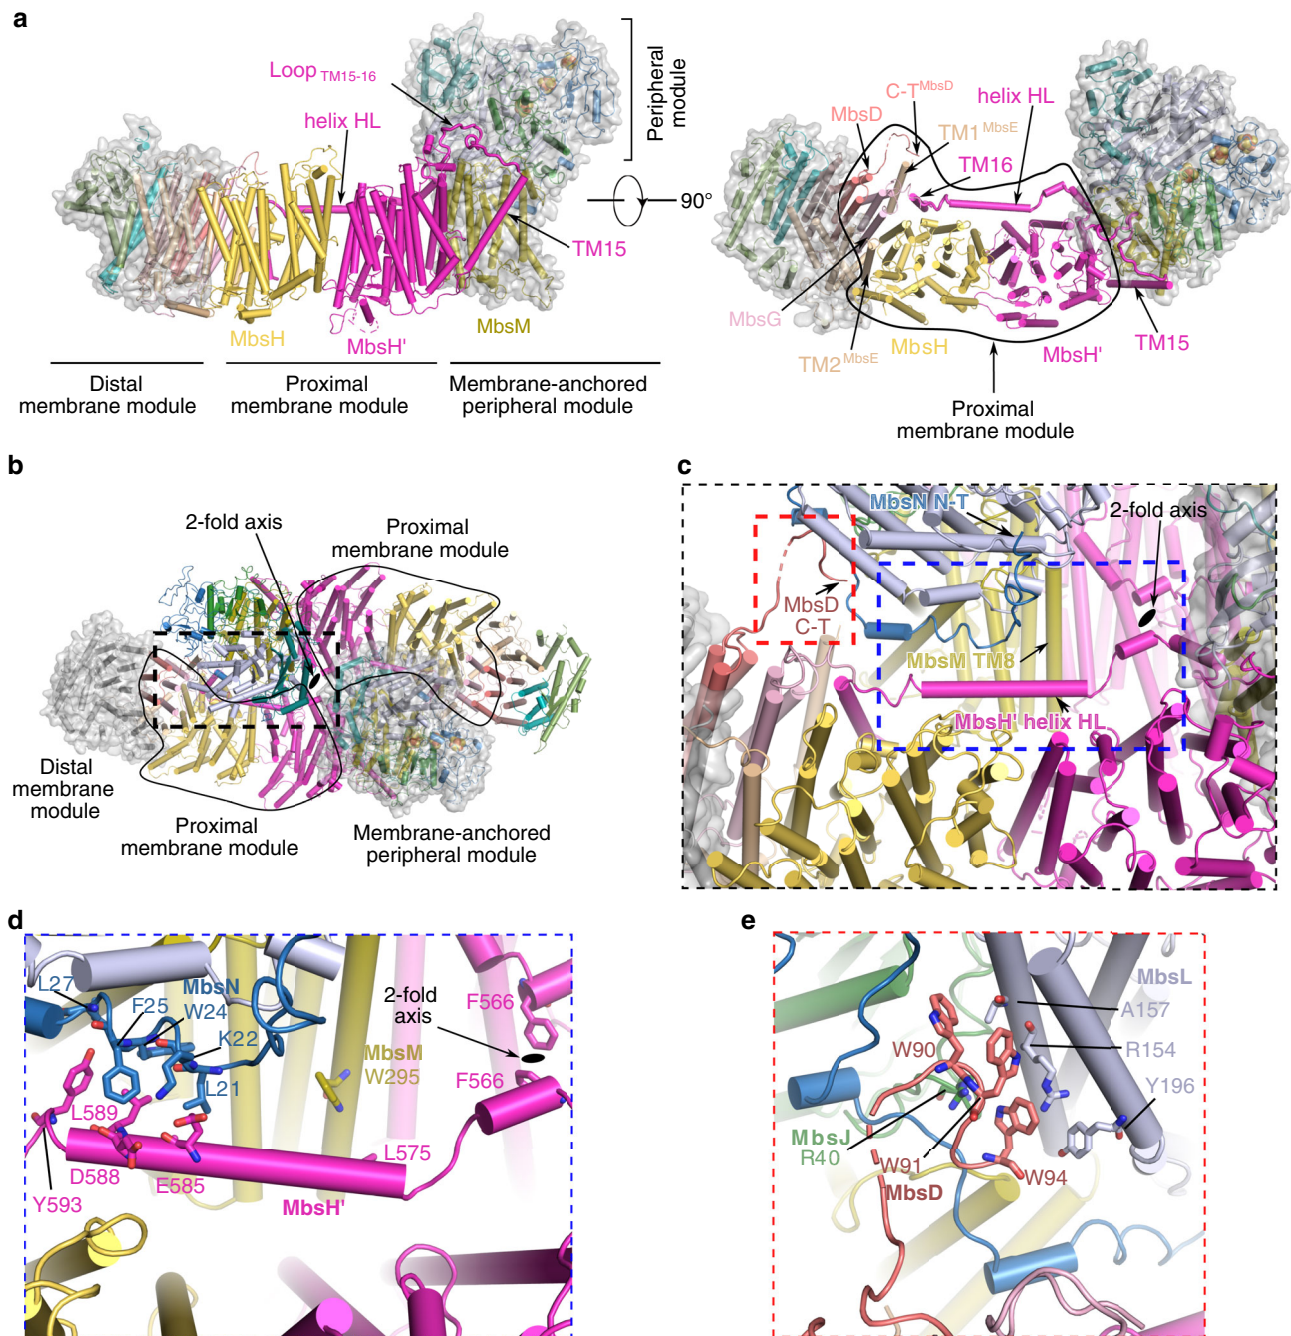 a
Loop TM15-16
helix HL
Peripheral
module
90°
TM15
MbsH
MbsH'
MbsM
Distal
membrane module
Proximal
membrane module
Membrane-anchored
peripheral module
MbsD
C-T MbsD
TM1 MbsE
helix HL
TM16
MbsG
TM2 MbsE
MbsH
MbsH'
TM15
Proximal
membrane module
b
2-fold axis
Proximal
membrane module
Distal
membrane
module
Proximal
membrane module
Membrane-anchored
peripheral module
c
MbsN N-T
2-fold axis
MbsD
C-T
MbsM TM8
MbsH' helix HL
d
L27
MbsN
F25
W24
K22
L21
MbsM
W295
2-fold
axis
F566
F566
L589
D588
E585
L575
Y593
MbsH'
e
MbsL
A157
W90
R154
Y196
MbsJ
R40
W91
MbsD
W94